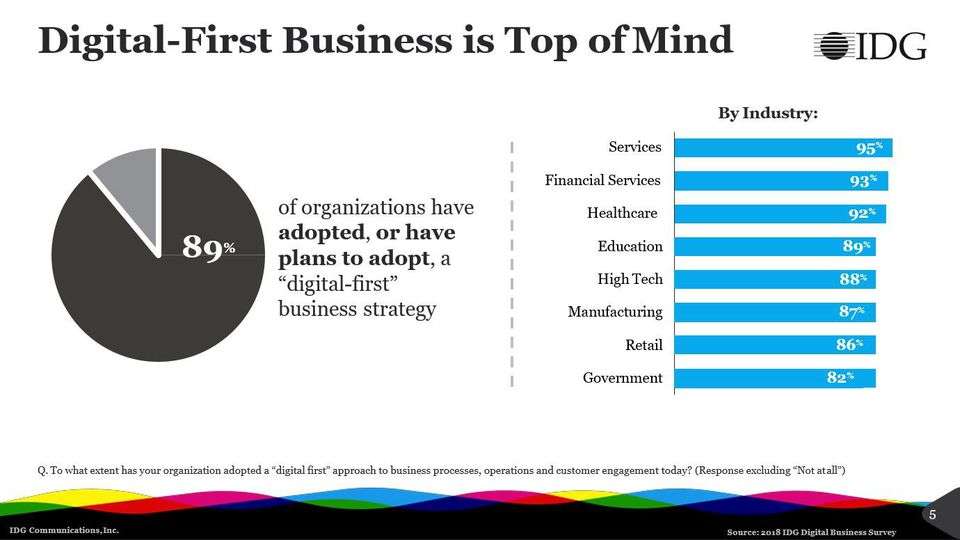 Digital-First Business is Top of Mind
IDG
89%
of organizations have
adopted, or have
plans to adopt, a
“digital-first”
business strategy
By Industry:
Services 95%
Financial Services 93%
Healthcare 92%
Education 89%
High Tech 88%
Manufacturing 87%
Retail 86%
Government 82%
Q. To what extent has your organization adopted a “digital first” approach to business processes, operations and customer engagement today? (Response excluding “Not at all”)
5
IDG Communications, Inc.
Source: 2018 IDG Digital Business Survey